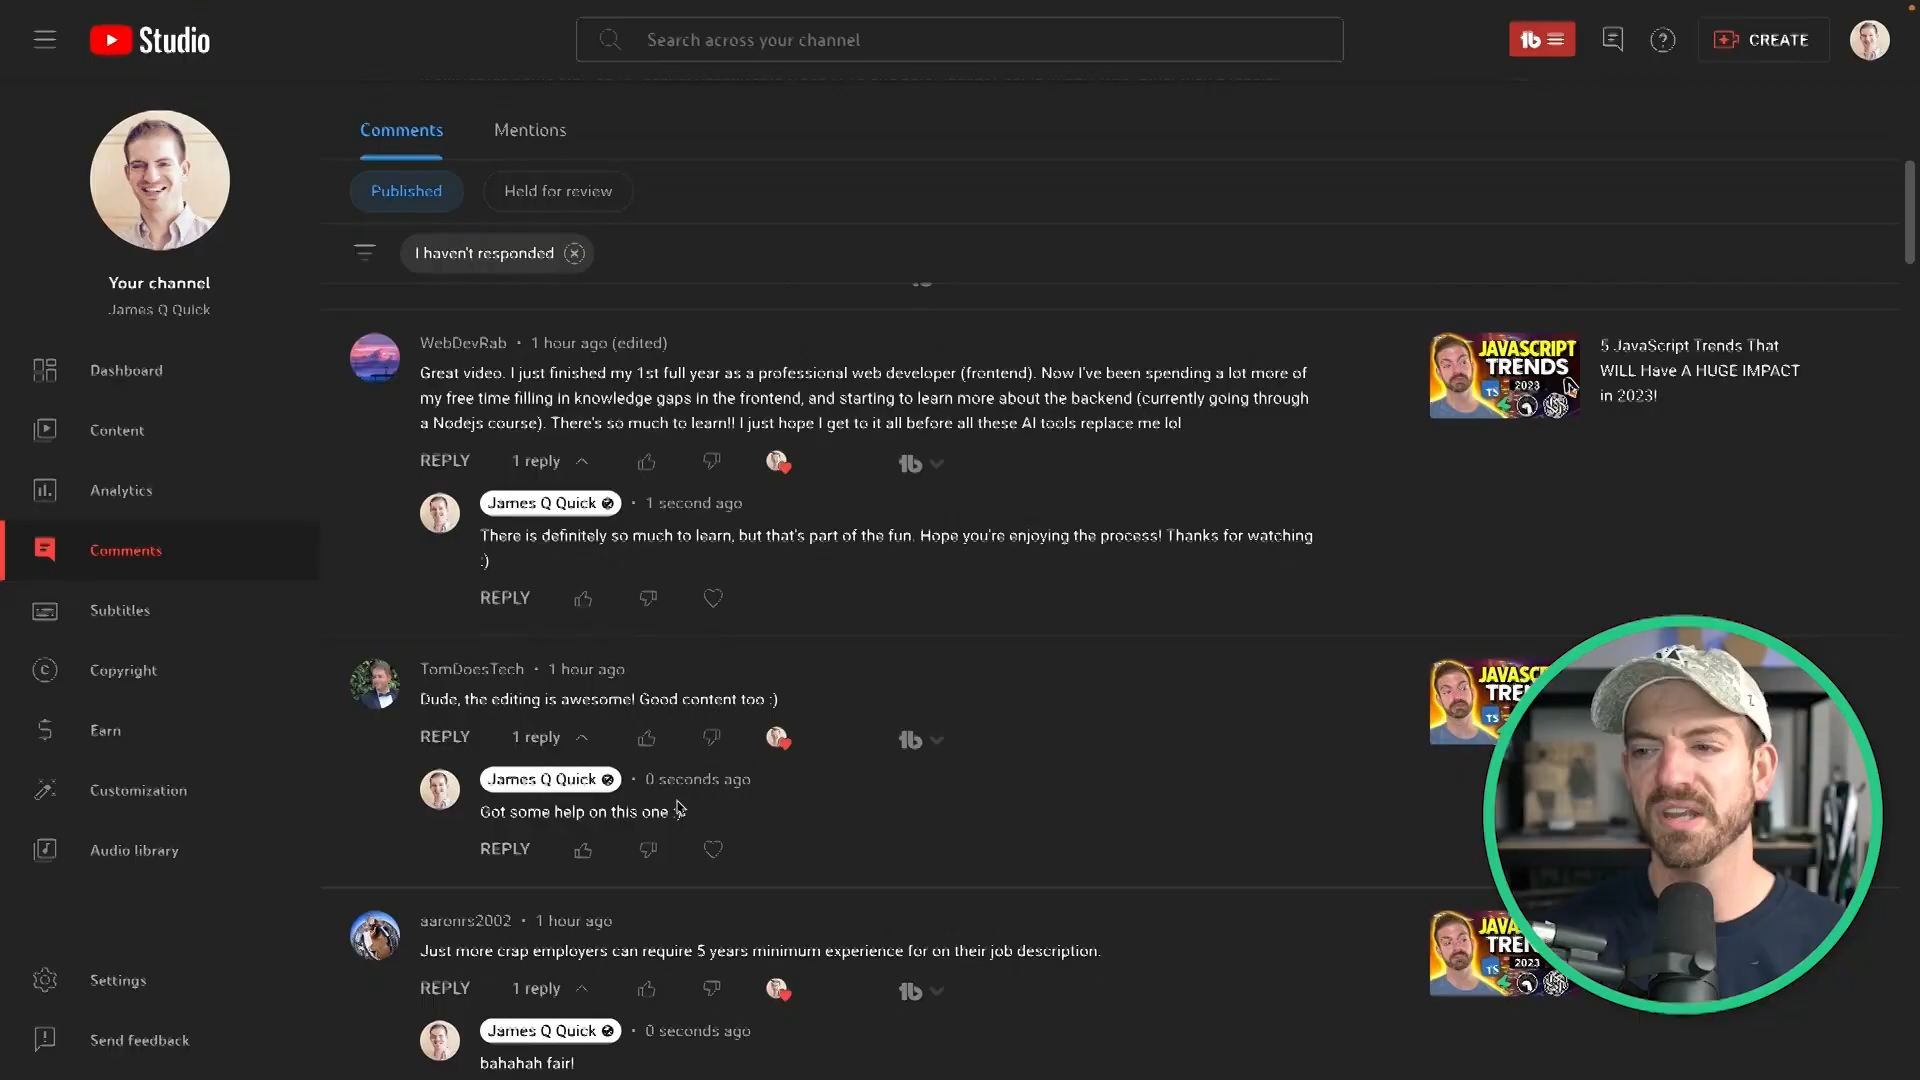 Studio
Search across your channel
CREATE
Comments
Mentions
Published
Held for review
I haven't responded
Your channel
James Q Quick
Dashboard
Content
Analytics
Comments
Subtitles
Copyright
Earn
Customization
Audio library
Settings
Send feedback
WebDevRab • 1 hour ago (edited)
Great video. I just finished my 1st full year as a professional web developer (frontend). Now I've been spending a lot more of
my free time filling in knowledge gaps in the frontend, and starting to learn more about the backend (currently going through
a Nodejs course). There's so much to learn!! I just hope I get to it all before all these AI tools replace me lol
REPLY 1 reply
James Q Quick • 1 second ago
There is definitely so much to learn, but that's part of the fun. Hope you're enjoying the process! Thanks for watching
:)
REPLY
JAVASCRIPT
TRENDS
2023
TS
5 JavaScript Trends That
WILL Have A HUGE IMPACT
in 2023!
TomDoesTech • 1 hour ago
Dude, the editing is awesome! Good content too :)
REPLY 1 reply
James Q Quick • 0 seconds ago
Got some help on this one :)
REPLY
JAVASC
TRE
TS
aaronrs2002 • 1 hour ago
Just more crap employers can require 5 years minimum experience for on their job description.
REPLY 1 reply
James Q Quick • 0 seconds ago
bahahah fair!
JAVA
TREN
2023
TS